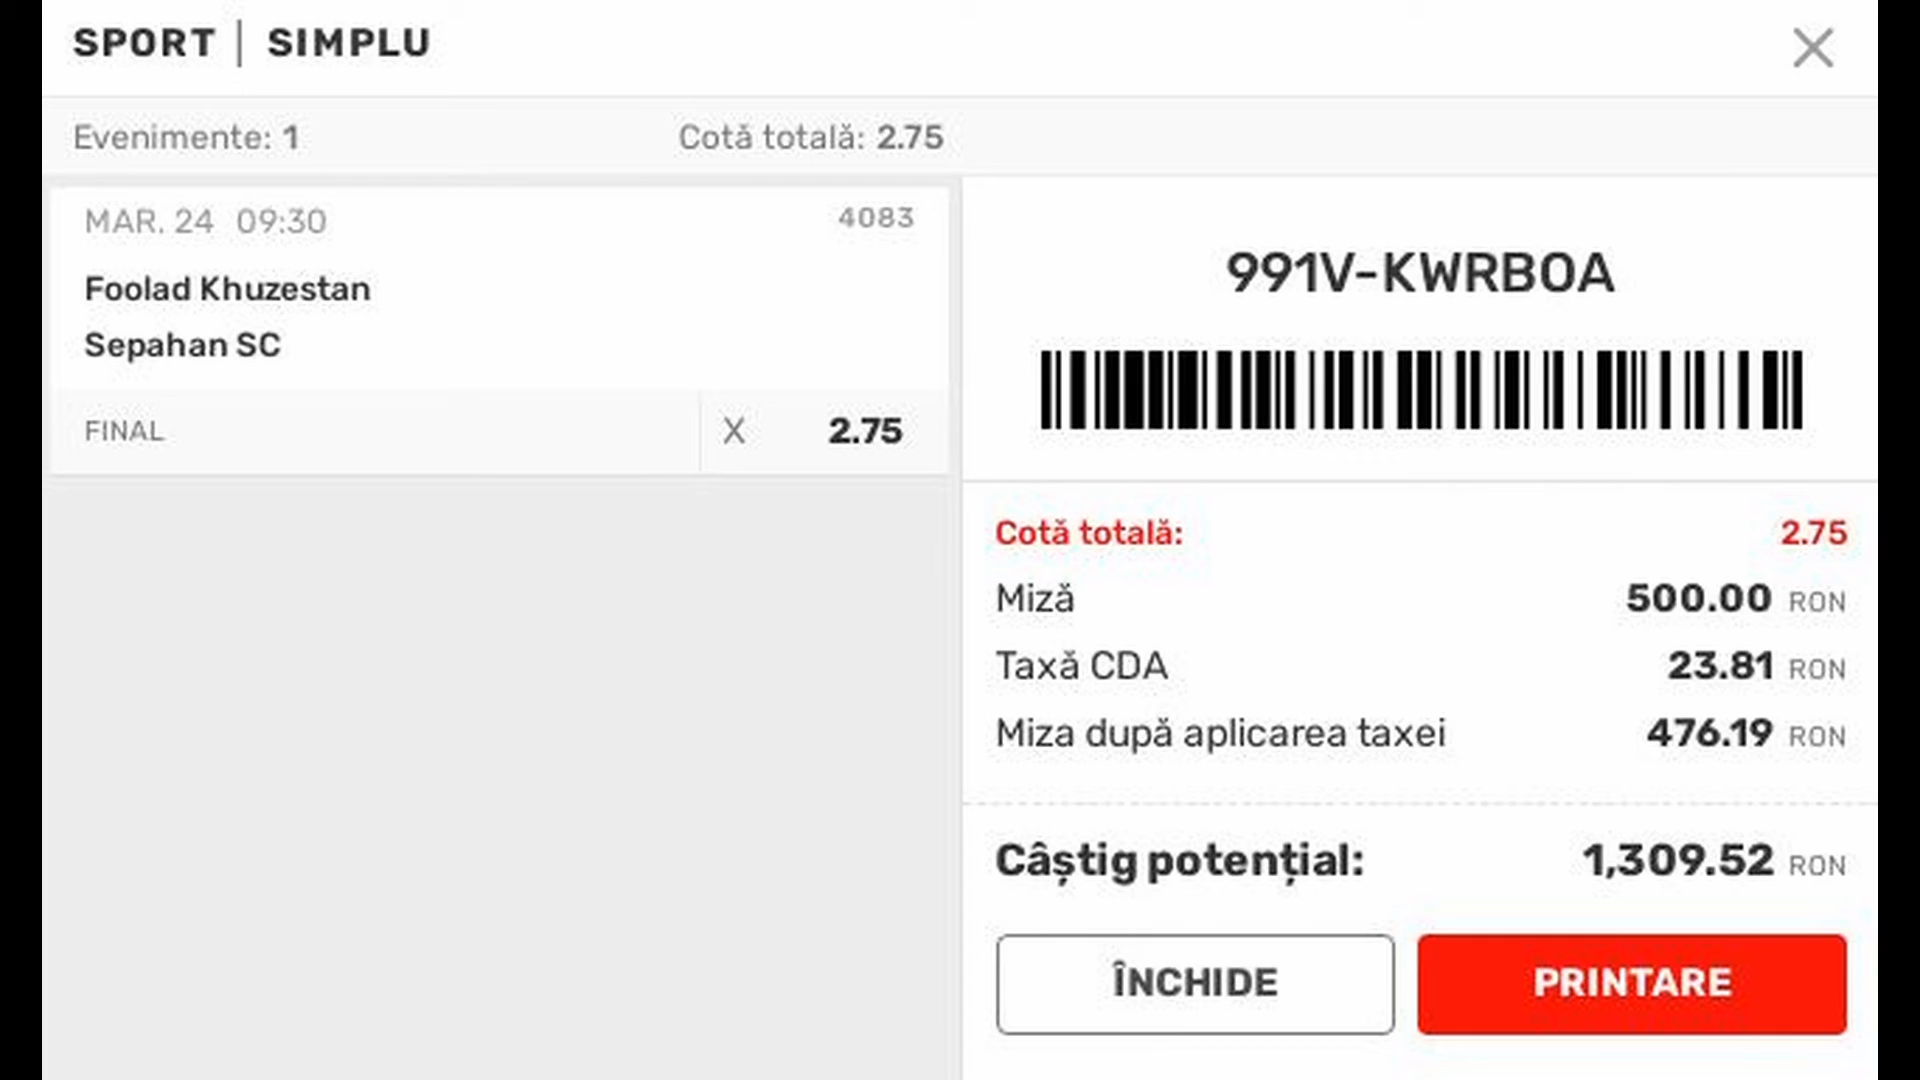 SPORT | SIMPLU
Evenimente: 1
Cotă totală: 2.75
MAR. 24 09:30
4083
Foolad Khuzestan
Sepahan SC
FINAL
X 2.75
991V-KWRBOA
Cotă totală: 2.75
Miză 500.00 RON
Taxă CDA 23.81 RON
Miza după aplicarea taxei 476.19 RON
Câștig potențial: 1,309.52 RON
ÎNCHIDE
PRINTARE